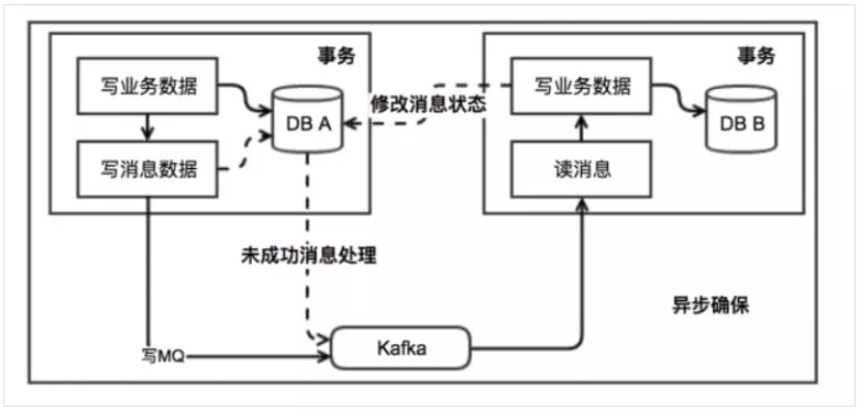 事务
事务
写业务数据
DB A
修改消息状态
写业务数据
DB B
写消息数据
读消息
未成功消息处理
异步确保
写MQ
Kafka